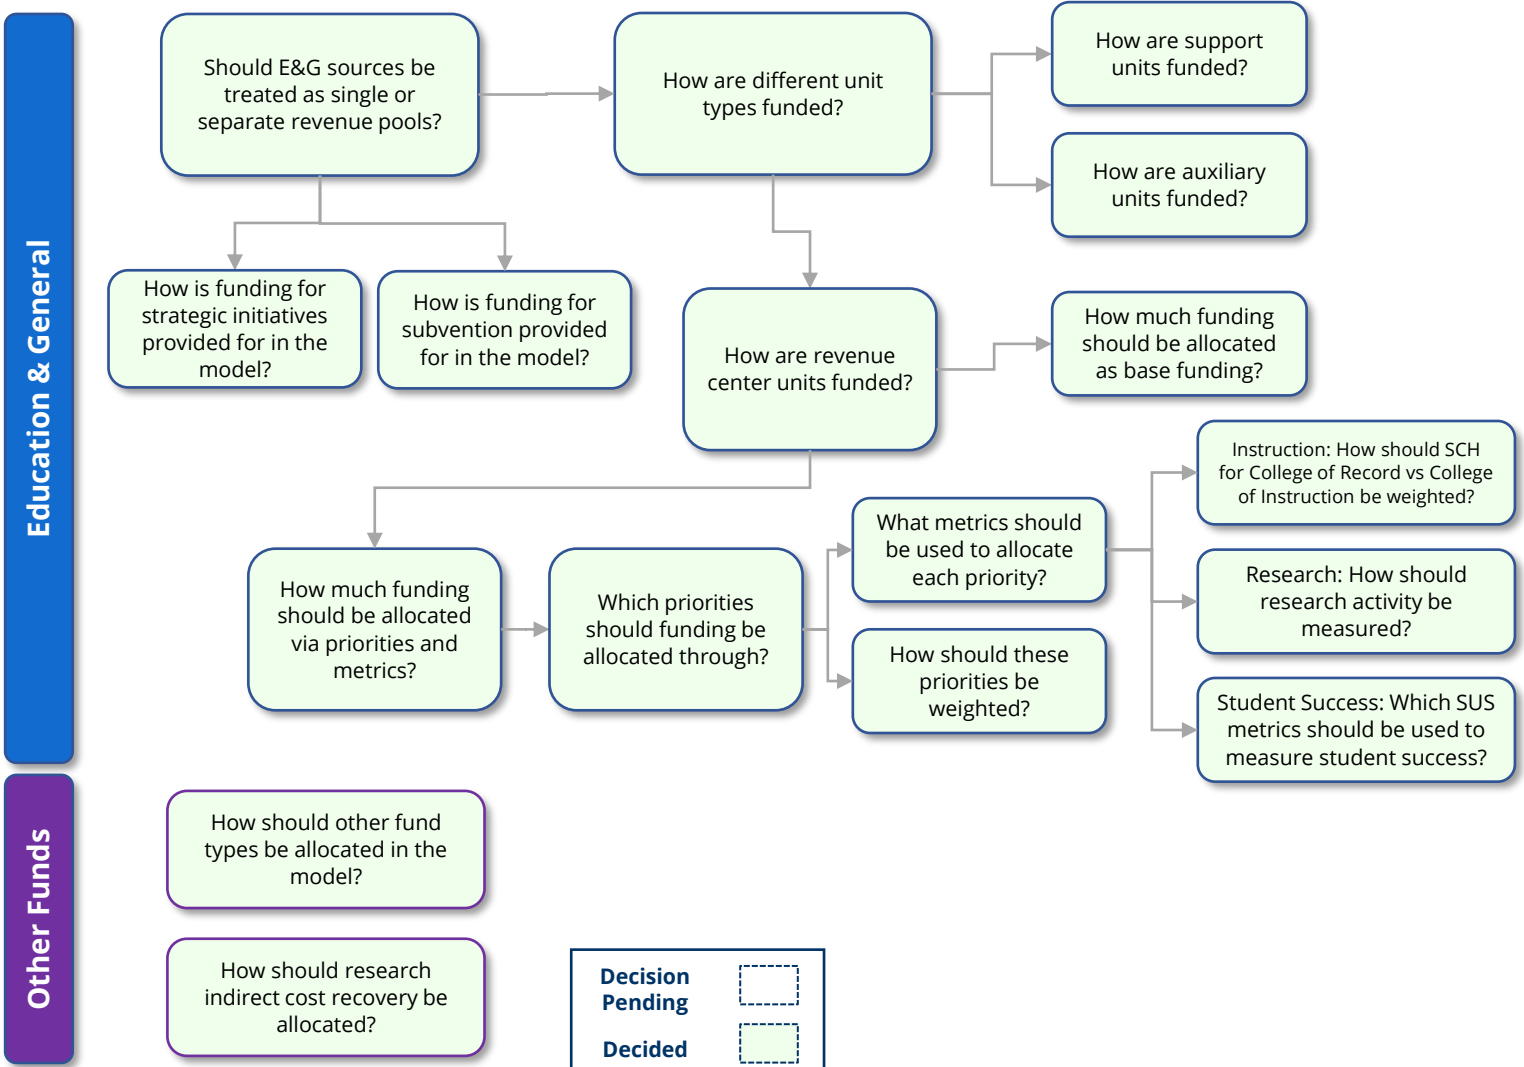 Education & General
Should E&G sources be
treated as single or
separate revenue pools?
How are different unit
types funded?
How are support
units funded?
How are auxiliary
units funded?
How is funding for
strategic initiatives
provided for in the
model?
How is funding for
subvention provided
for in the model?
How are revenue
center units funded?
How much funding
should be allocated
as base funding?
How much funding
should be allocated
via priorities and
metrics?
Which priorities
should funding be
allocated through?
What metrics should
be used to allocate
each priority?
How should these
priorities be
weighted?
Instruction: How should SCH
for College of Record vs College
of Instruction be weighted?
Research: How should
research activity be
measured?
Student Success: Which SUS
metrics should be used to
measure student success?
Other Funds
How should other fund
types be allocated in the
model?
How should research
indirect cost recovery be
allocated?
Decision
Pending
Decided